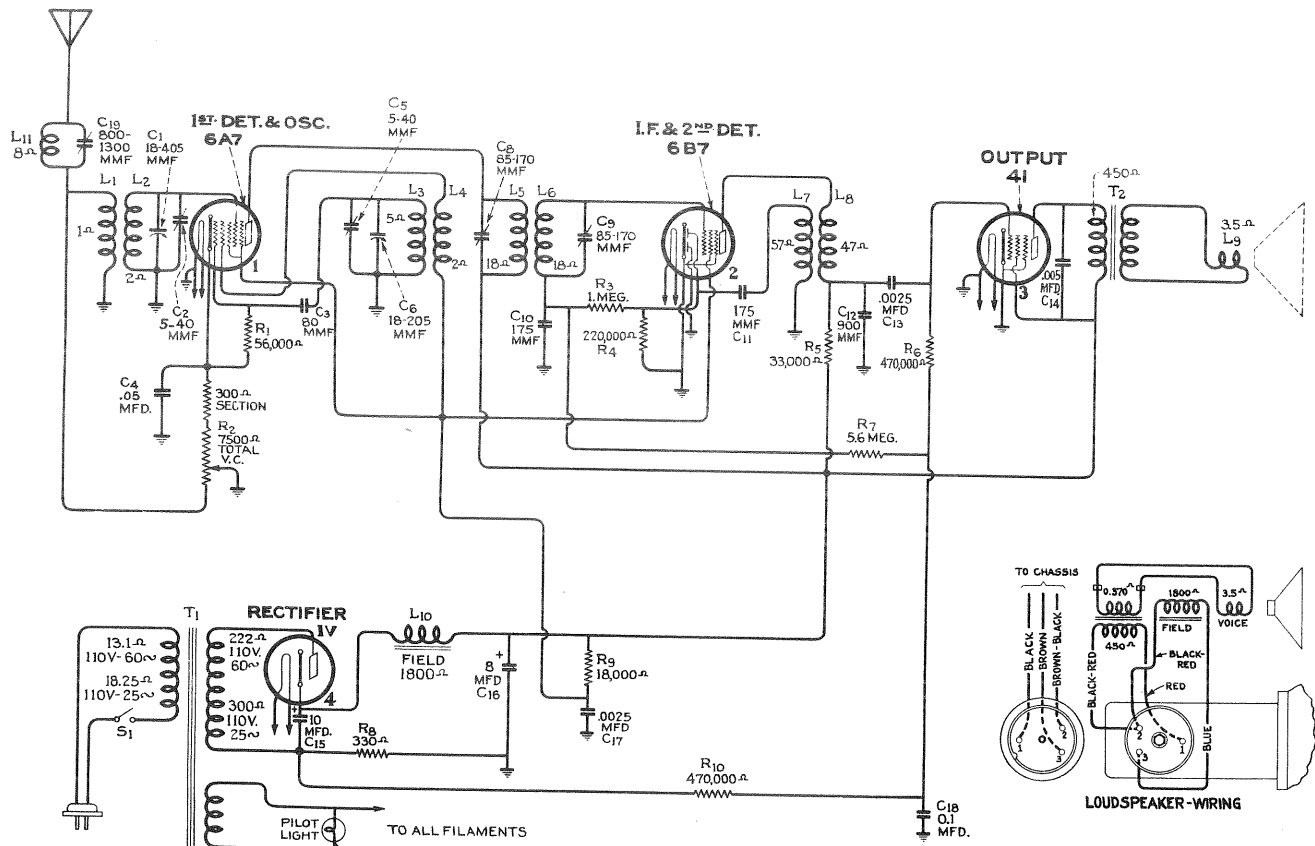 L11
8Ω
C19
800-
1300
MMF
C1
18-405
MMF
1ST. DET. & OSC.
6A7
C5
5-40
MMF
C8
85-170
MMF
I.F. & 2ND DET.
6B7
OUTPUT
41
450Ω
T2
3.5Ω
L9
L1
L2
1Ω
2Ω
1
C2
5-40
MMF
R1
56,000Ω
C3
80
MMF
5Ω
L3
L4
2Ω
C6
18-205
MMF
L5
L6
18Ω
18Ω
C9
85-170
MMF
2
L7
L8
57Ω
47Ω
3
.005
MFD
C14
R3
1 MEG.
C10
175
MMF
220,000Ω
R4
175
MMF
C11
R5
33,000Ω
C12
900
MMF
.0025
MFD
C13
R6
470,000Ω
C4
.05
MFD.
300Ω
SECTION
R2
7500Ω
TOTAL
V.C.
R7
5.6 MEG.
T1
13.1Ω
110V-60~
18.25Ω
110V-25~
S1
222Ω
110V.
60~
300Ω
110V.
25~
RECTIFIER
1V
4
+
10
MFD.
C15
L10
FIELD
1800Ω
R8
330Ω
+
8
MFD
C16
R9
18,000Ω
.0025
MFD
C17
R10
470,000Ω
C18
0.1
MFD.
PILOT
LIGHT
TO ALL FILAMENTS
TO CHASSIS
BLACK
BROWN
BROWN-BLACK
1
2
3
0.370Ω
1800Ω
3.5Ω
FIELD
VOICE
450Ω
BLACK-RED
BLACK-
RED
RED
BLUE
2
1
3
LOUDSPEAKER-WIRING